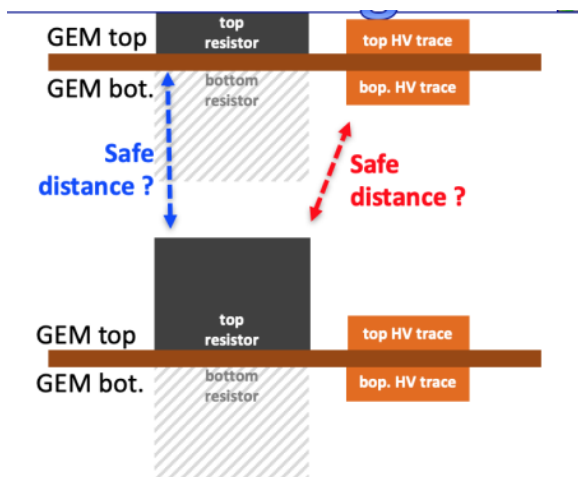 top
resistor
top HV trace
GEM top
GEM bot.
bottom
resistor
bop. HV trace
Safe
distance ?
Safe
distance ?
top
resistor
top HV trace
GEM top
GEM bot.
bottom
resistor
bop. HV trace